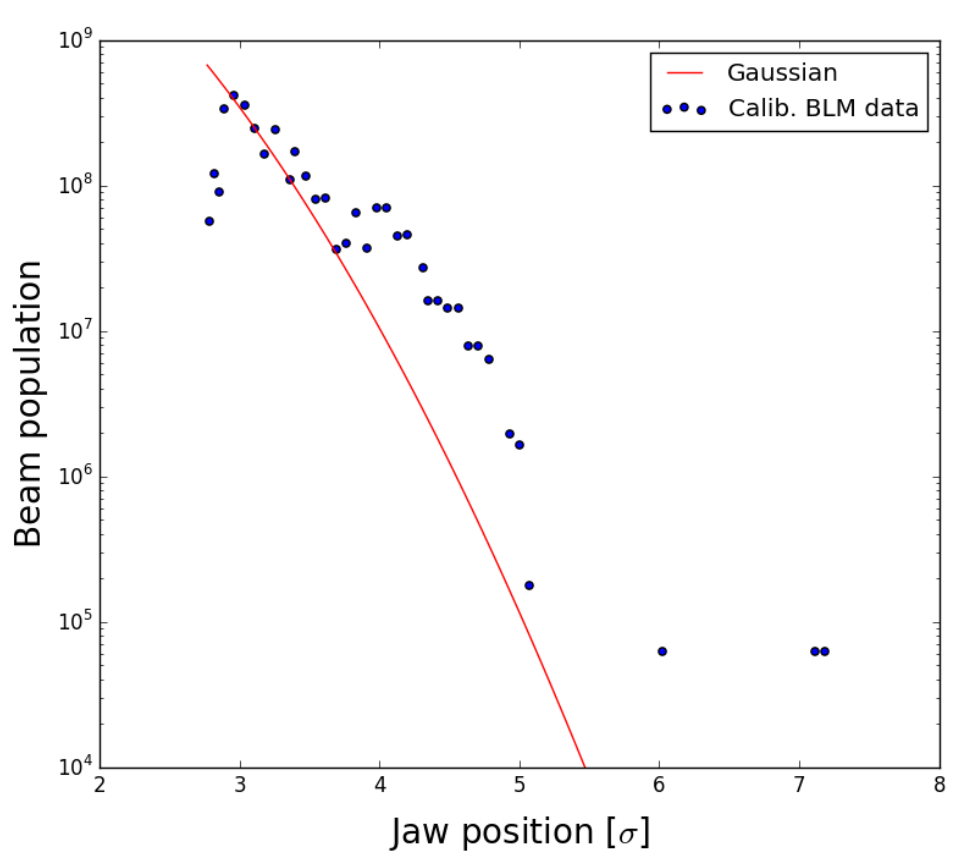 10^9
10^8
10^7
10^6
10^5
10^4
Beam population
Gaussian
Calib. BLM data
2 3 4 5 6 7 8
Jaw position [σ]